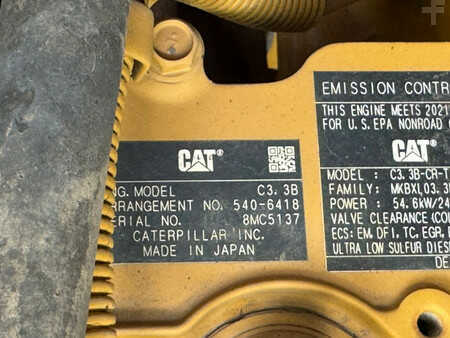 CAT®
NG. MODEL C3. 3B
RRANGEMENT NO. 540-6418
ERIAL NO. 8MC5137
CATERPILLAR INC.
MADE IN JAPAN
EMISSION CONTR
THIS ENGINE MEETS 2021
FOR U.S. EPA NONROAD
CAT®
MODEL : C3. 3B-CR-T
FAMILY: MKBXL03.3
POWER : 54. 6kW/24
VALVE CLEARANCE (CO
ECS: EM, DFI, TC, EGR,
ULTRA LOW SULFUR DIES
DE